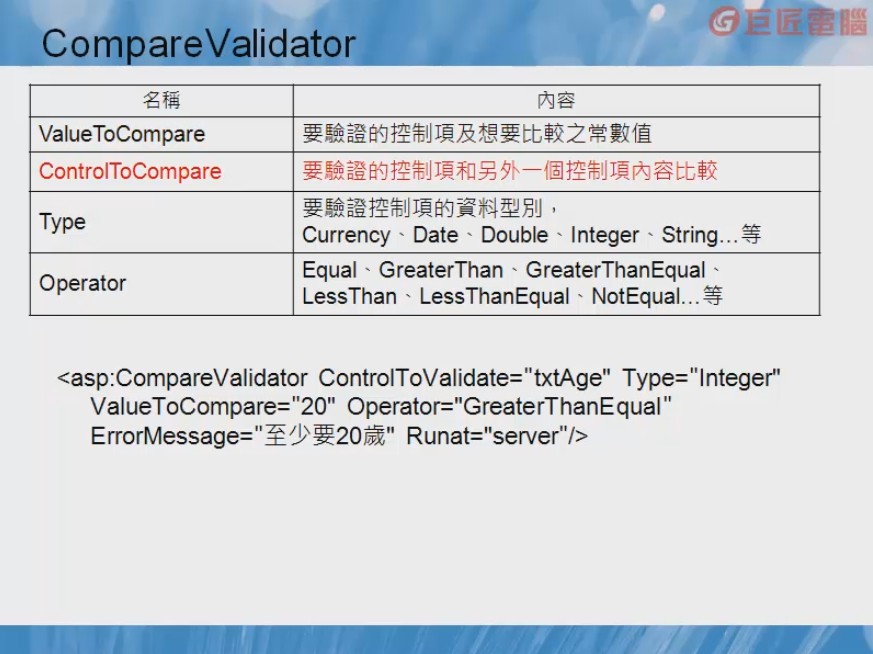 巨匠電腦
CompareValidator
名稱 內容
ValueToCompare 要驗證的控制項及想要比較之常數值
ControlToCompare 要驗證的控制項和另外一個控制項內容比較
Type 要驗證控制項的資料型別，
Currency、Date、Double、Integer、String…等
Operator Equal、GreaterThan、GreaterThanEqual、
LessThan、LessThanEqual、NotEqual…等
<asp:CompareValidator ControlToValidate="txtAge" Type="Integer"
ValueToCompare="20" Operator="GreaterThanEqual"
ErrorMessage="至少要20歲" Runat="server"/>